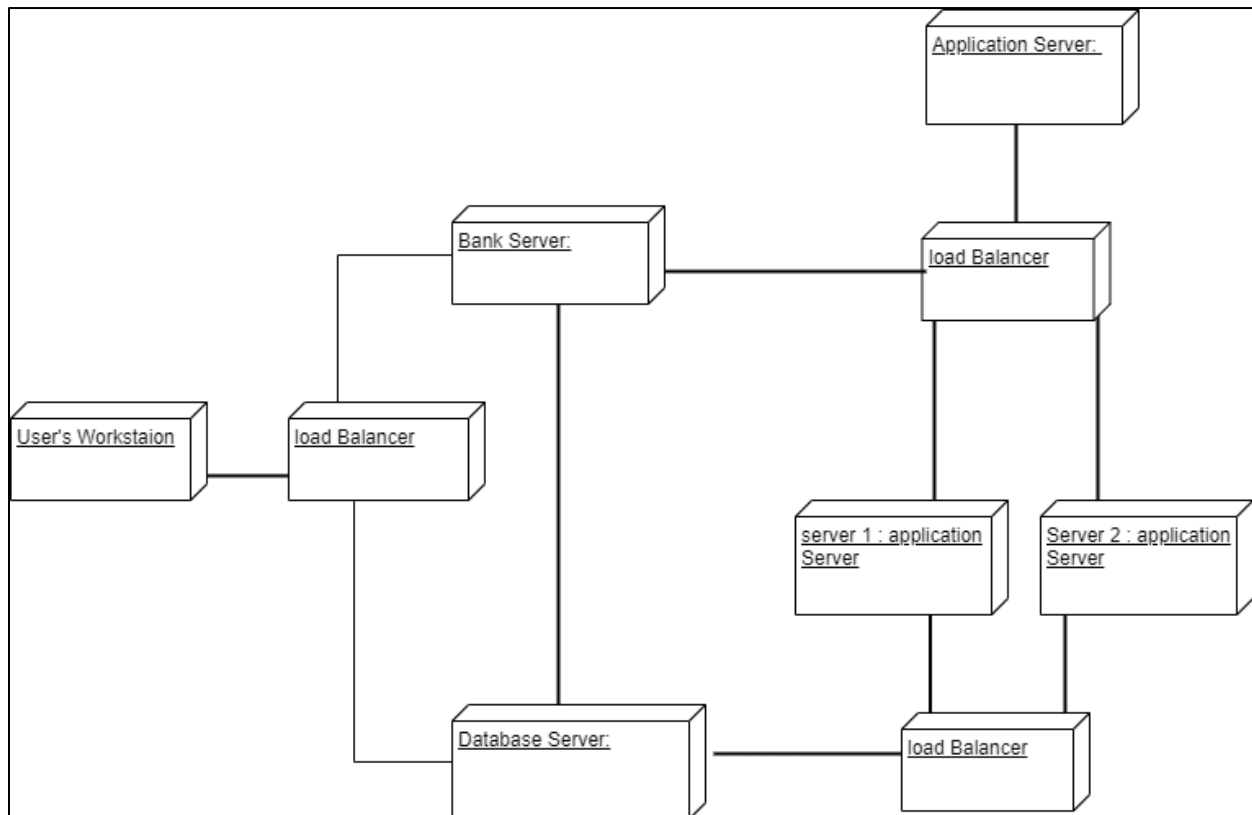 Application Server:
Bank Server:
load Balancer
User's Workstaion
load Balancer
server 1 : application
Server
Server 2 : application
Server
Database Server:
load Balancer